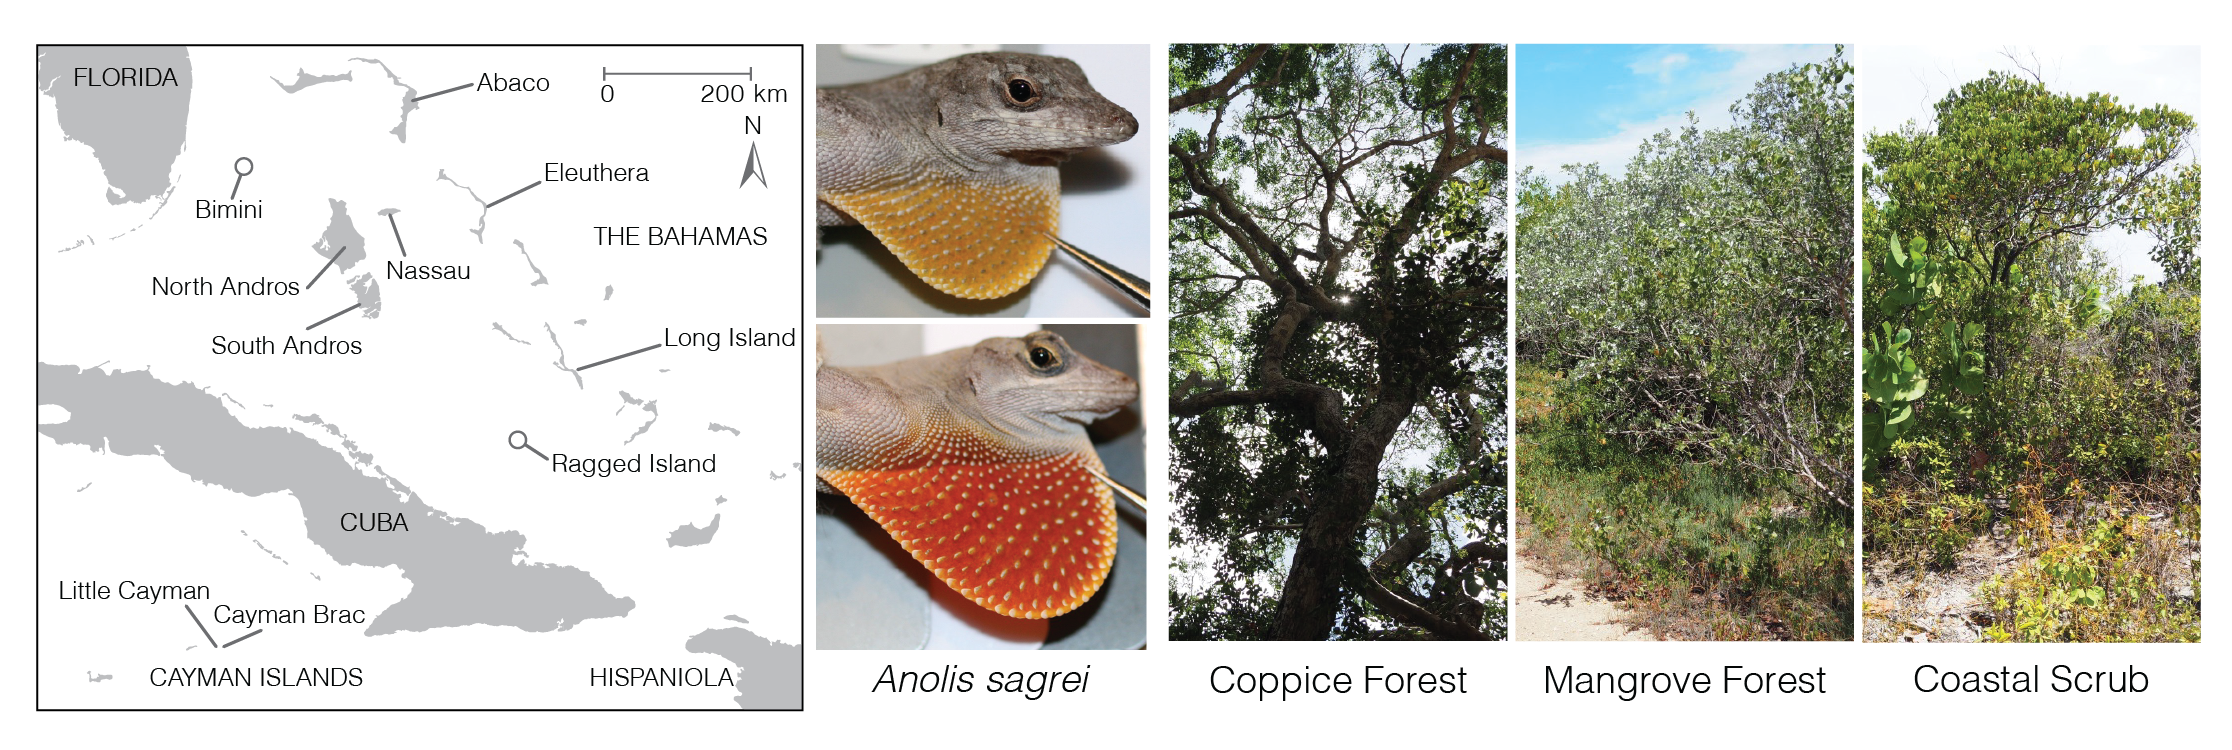 FLORIDA
Abaco
0
200 km
N
Bimini
Eleuthera
THE BAHAMAS
North Andros
Nassau
South Andros
Long Island
Ragged Island
CUBA
Little Cayman
Cayman Brac
CAYMAN ISLANDS
HISPANIOLA
Anolis sagrei
Coppice Forest
Mangrove Forest
Coastal Scrub